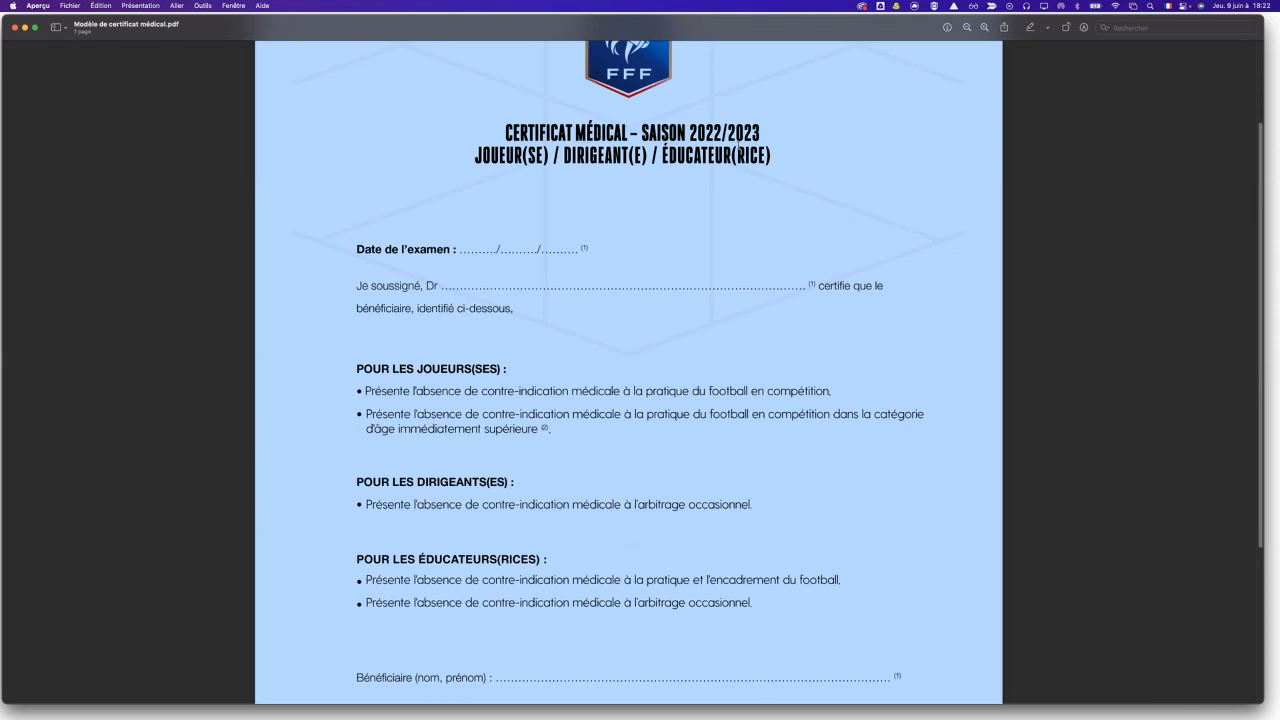 Aperçu Fichier Édition Présentation Aller Outils Fenêtre Aide Jeu. 9 juin à 18:22
Modèle de certificat médical.pdf
1 page
Rechercher
FFF
CERTIFICAT MÉDICAL – SAISON 2022/2023
JOUEUR(SE) / DIRIGEANT(E) / ÉDUCATEUR(RICE)
Date de l'examen : ………./………./……… (1)
Je soussigné, Dr ……………………………………………………………………………… (1) certifie que le
bénéficiaire, identifié ci-dessous,
POUR LES JOUEURS(SES) :
• Présente l'absence de contre-indication médicale à la pratique du football en compétition,
• Présente l'absence de contre-indication médicale à la pratique du football en compétition dans la catégorie
d'âge immédiatement supérieure (2).
POUR LES DIRIGEANTS(ES) :
• Présente l'absence de contre-indication médicale à l'arbitrage occasionnel.
POUR LES ÉDUCATEURS(RICES) :
• Présente l'absence de contre-indication médicale à la pratique et l'encadrement du football,
• Présente l'absence de contre-indication médicale à l'arbitrage occasionnel.
Bénéficiaire (nom, prénom) : ……………………………………………………………………………… (1)